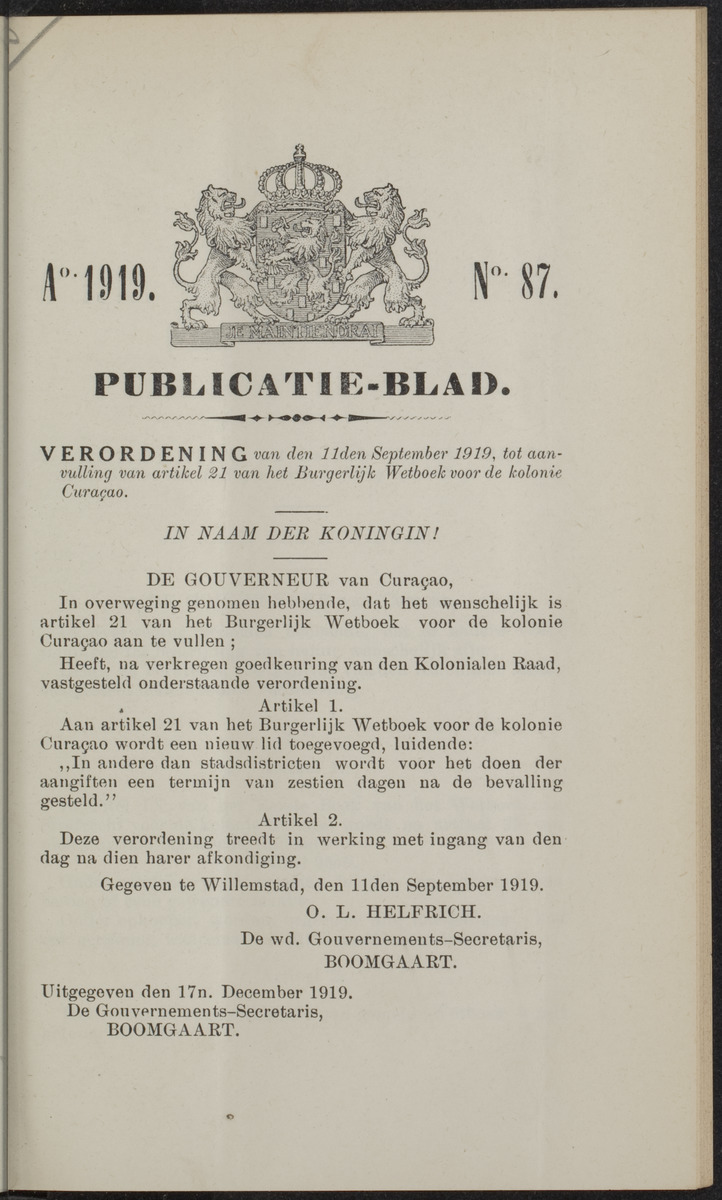 Ao. 1919.
No. 87.
JE MAINTIENDRAI
PUBLICATIE-BLAD.
VERORDENING van den 11den September 1919, tot aan-
vulling van artikel 21 van het Burgerlijk Wetboek voor de kolonie
Curaçao.
IN NAAM DER KONINGIN!
DE GOUVERNEUR van Curaçao,
In overweging genomen hebbende, dat het wenschelijk is
artikel 21 van het Burgerlijk Wetboek voor de kolonie
Curaçao aan te vullen ;
Heeft, na verkregen goedkeuring van den Kolonialen Raad,
vastgesteld onderstaande verordening.
Artikel 1.
Aan artikel 21 van het Burgerlijk Wetboek voor de kolonie
Curaçao wordt een nieuw lid toegevoegd, luidende:
,,In andere dan stadsdistricten wordt voor het doen der
aangiften een termijn van zestien dagen na de bevalling
gesteld.’’
Artikel 2.
Deze verordening treedt in werking met ingang van den
dag na dien harer afkondiging.
Gegeven te Willemstad, den 11den September 1919.
O. L. HELFRICH.
De wd. Gouvernements-Secretaris,
BOOMGAART.
Uitgegeven den 17n. December 1919.
De Gouvernements-Secretaris,
BOOMGAART.